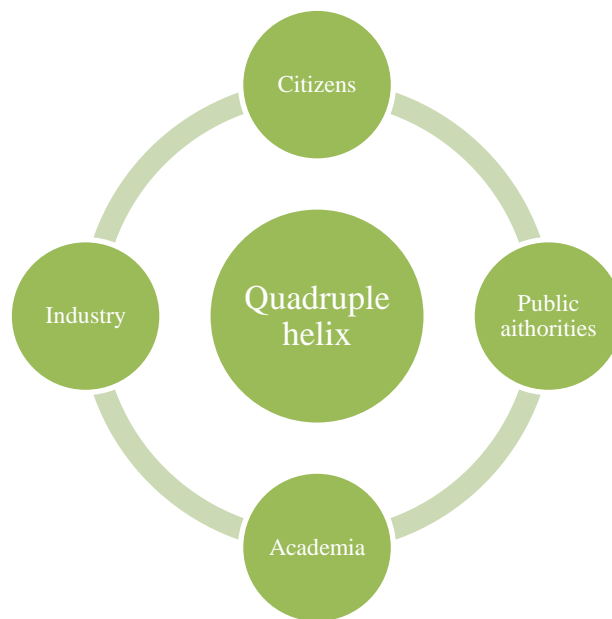 Citizens
Industry
Quadruple
helix
Public
aithorities
Academia